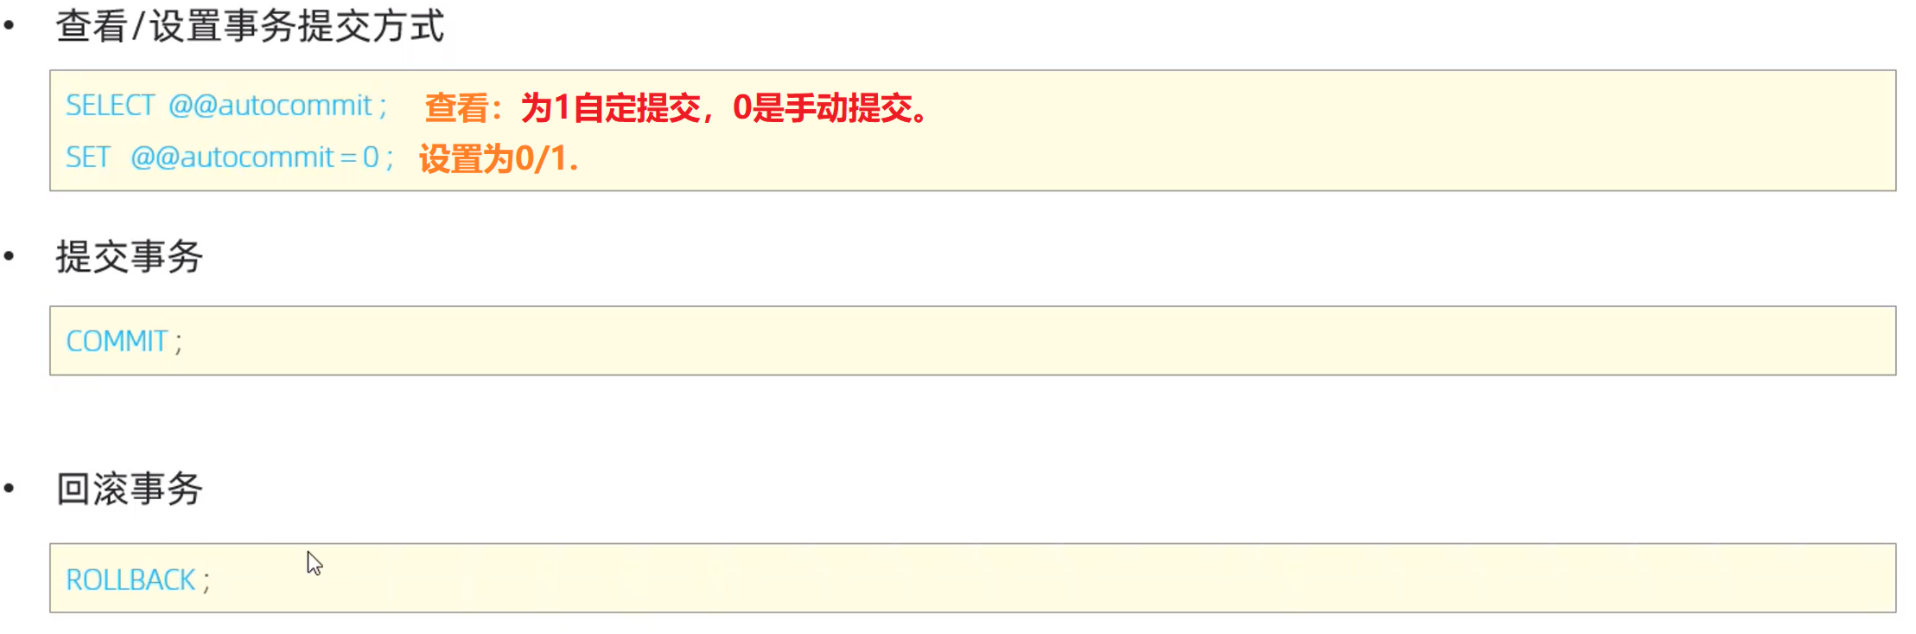 • 查看/设置事务提交方式
SELECT @@autocommit ; 查看：为1自定提交，0是手动提交。
SET @@autocommit = 0 ; 设置为0/1.
• 提交事务
COMMIT ;
• 回滚事务
ROLLBACK ;